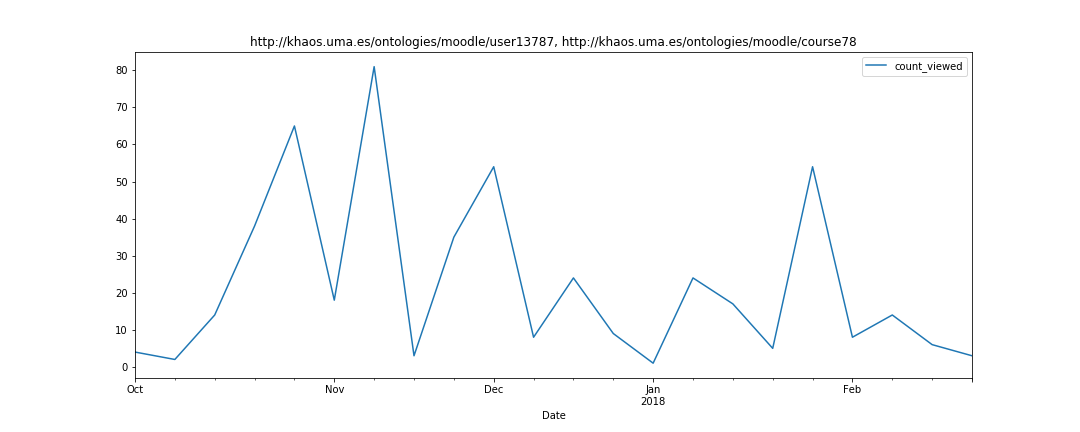 http://khaos.uma.es/ontologies/moodle/user13787, http://khaos.uma.es/ontologies/moodle/course78
count_viewed
80
70
60
50
40
30
20
10
0
Oct Nov Dec Jan Feb
2018
Date